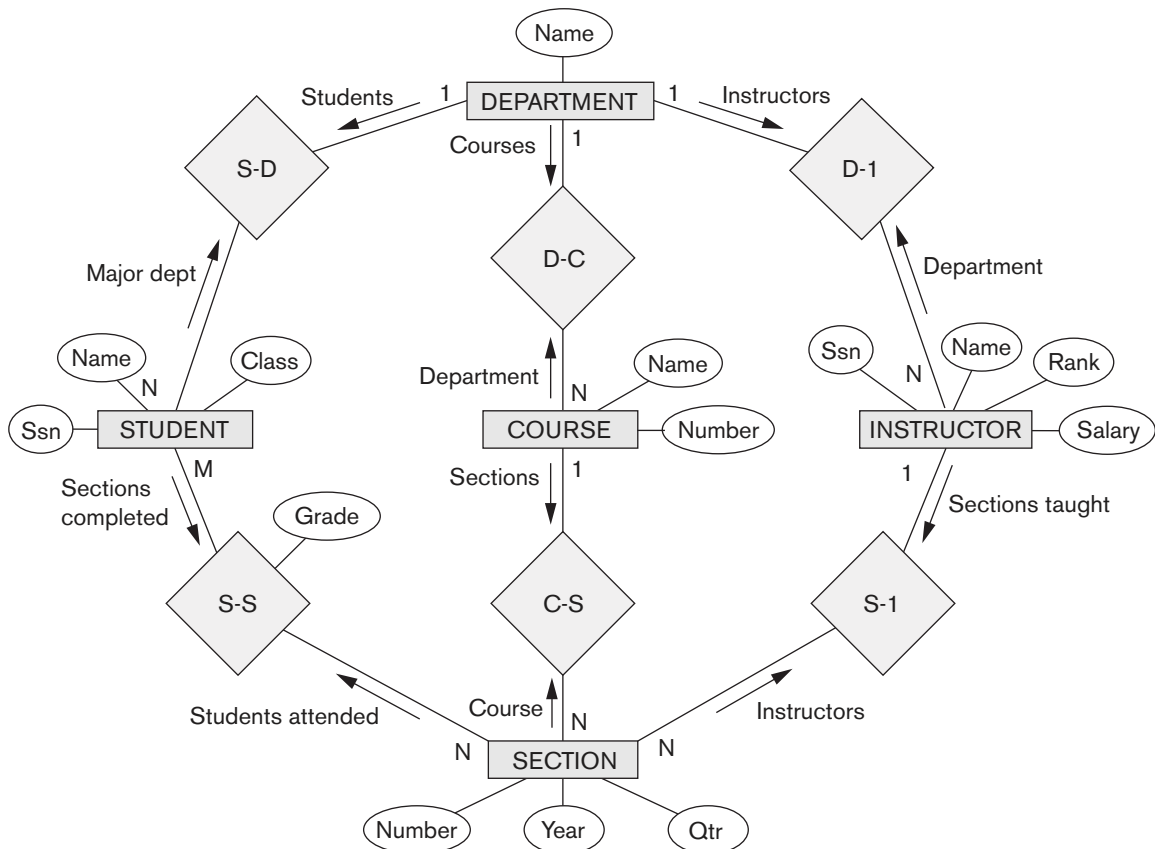 Name
Students
1
DEPARTMENT
1
Instructors
Courses
1
S-D
D-1
D-C
Major dept
Department
Name
Class
Ssn
Name
Rank
Department
Name
N
N
N
Ssn
STUDENT
COURSE
Number
INSTRUCTOR
Salary
M
1
1
Sections
completed
Sections
Sections taught
Grade
S-S
C-S
S-1
Students attended
Course
Instructors
N
N
N
SECTION
Number
Year
Qtr